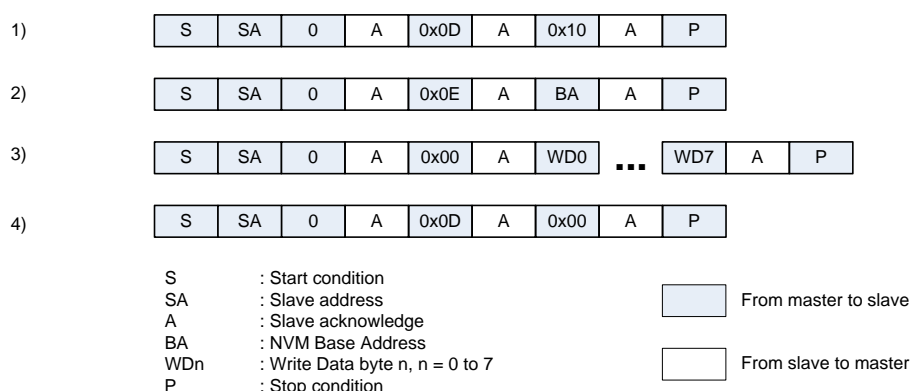 1) S SA 0 A 0x0D A 0x10 A P
2) S SA 0 A 0x0E A BA A P
3) S SA 0 A 0x00 A WD0 ... WD7 A P
4) S SA 0 A 0x0D A 0x00 A P
S : Start condition
SA : Slave address
A : Slave acknowledge
BA : NVM Base Address
WDn : Write Data byte n, n = 0 to 7
P : Stop condition
From master to slave
From slave to master